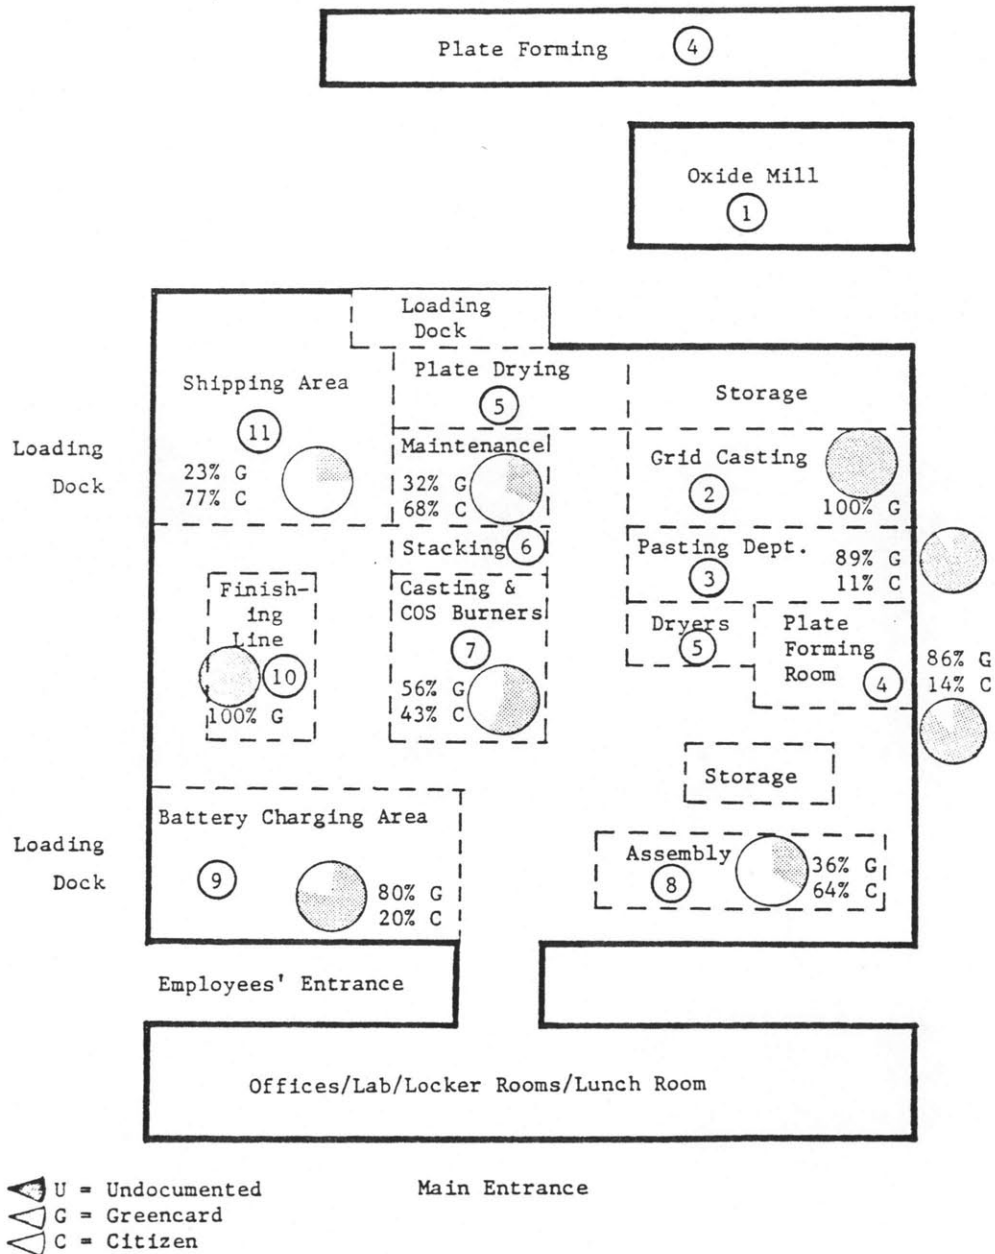 Plate Forming 4
Oxide Mill
1
Loading
Dock
Plate Drying
5
Storage
Shipping Area
11
23% G
77% C
Loading
Dock
Maintenance
32% G
68% C
Grid Casting
2
100% G
Stacking 6
Pasting Dept.
3
89% G
11% C
Finish-
ing
Line
10
100% G
Casting &
COS Burners
7
56% G
43% C
Dryers
5
Plate
Forming
Room
4
86% G
14% C
Storage
Battery Charging Area
9
80% G
20% C
Loading
Dock
Assembly
8
36% G
64% C
Employees' Entrance
Offices/Lab/Locker Rooms/Lunch Room
U = Undocumented
G = Greencard
C = Citizen
Main Entrance